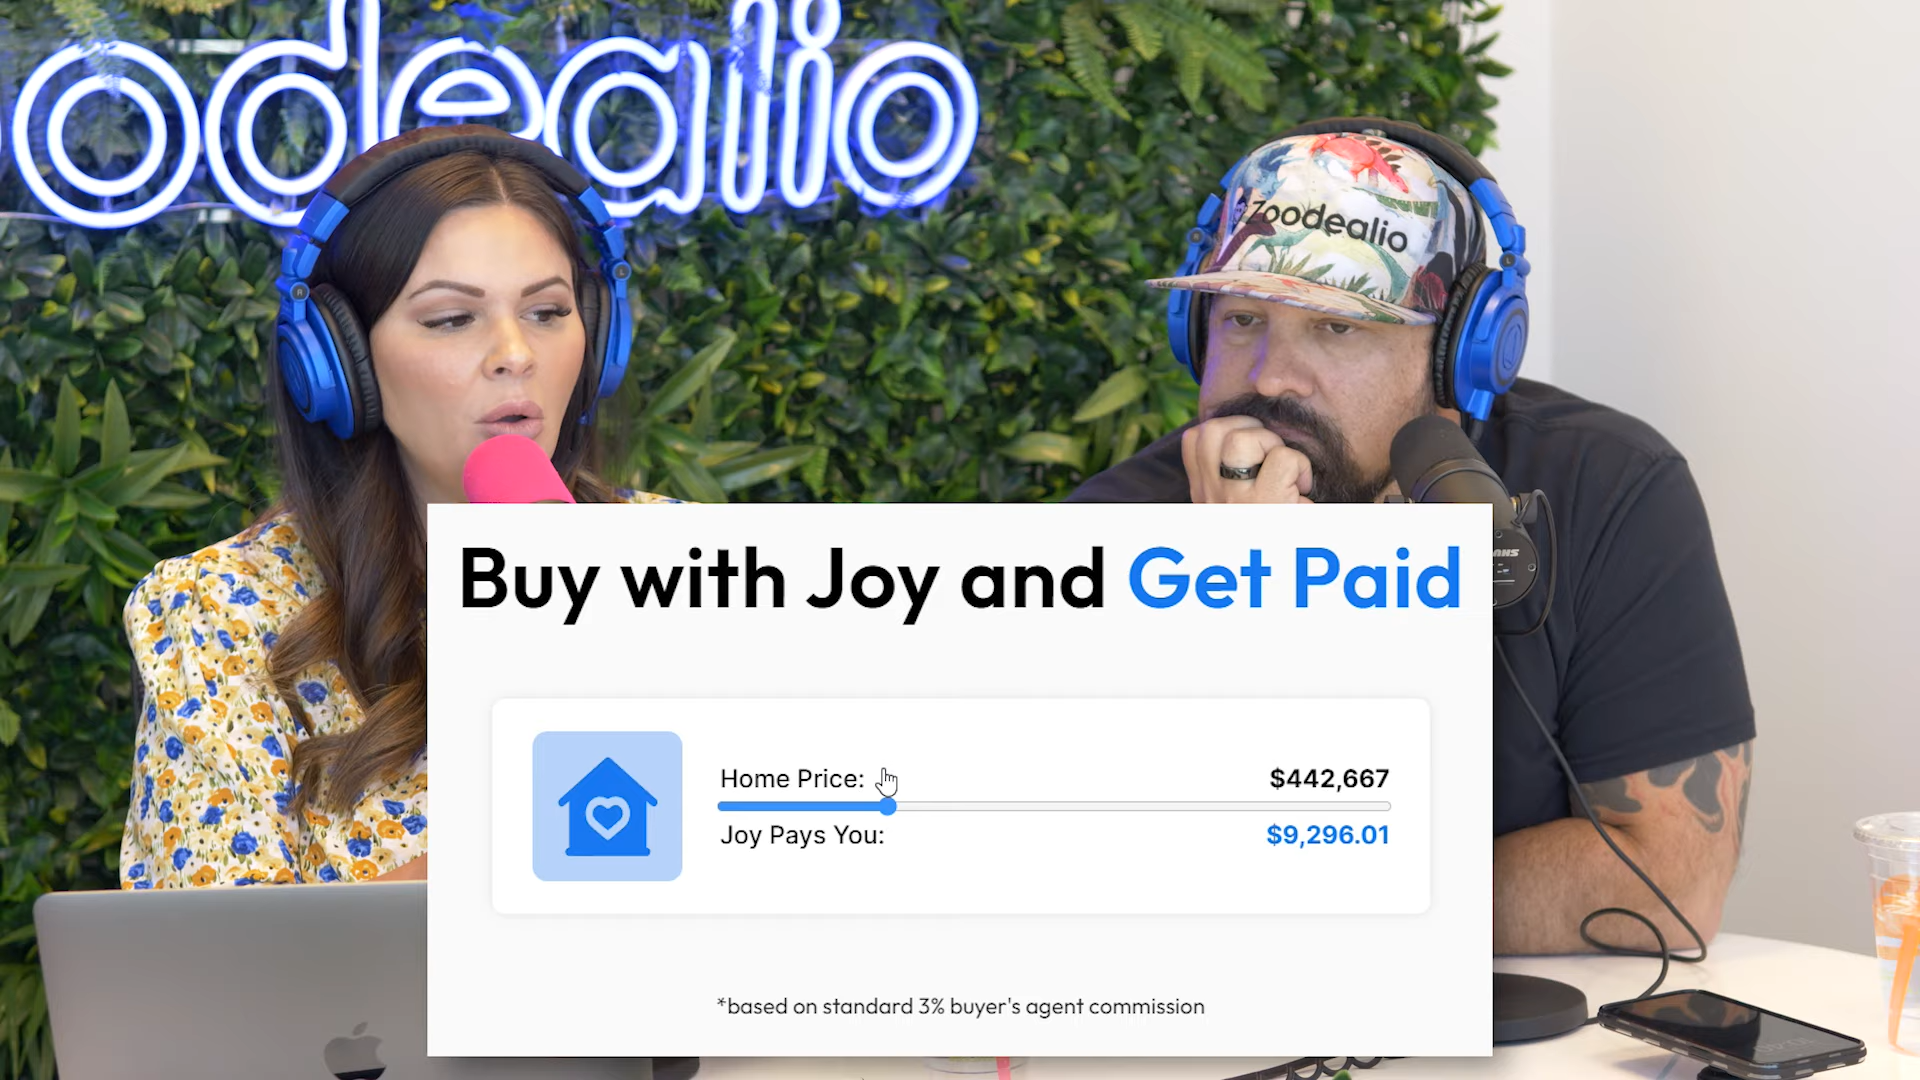 oodealio
Zoodealio
Buy with Joy and Get Paid
Home Price:
$442,667
Joy Pays You:
$9,296.01
*based on standard 3% buyer's agent commission
R
L
L